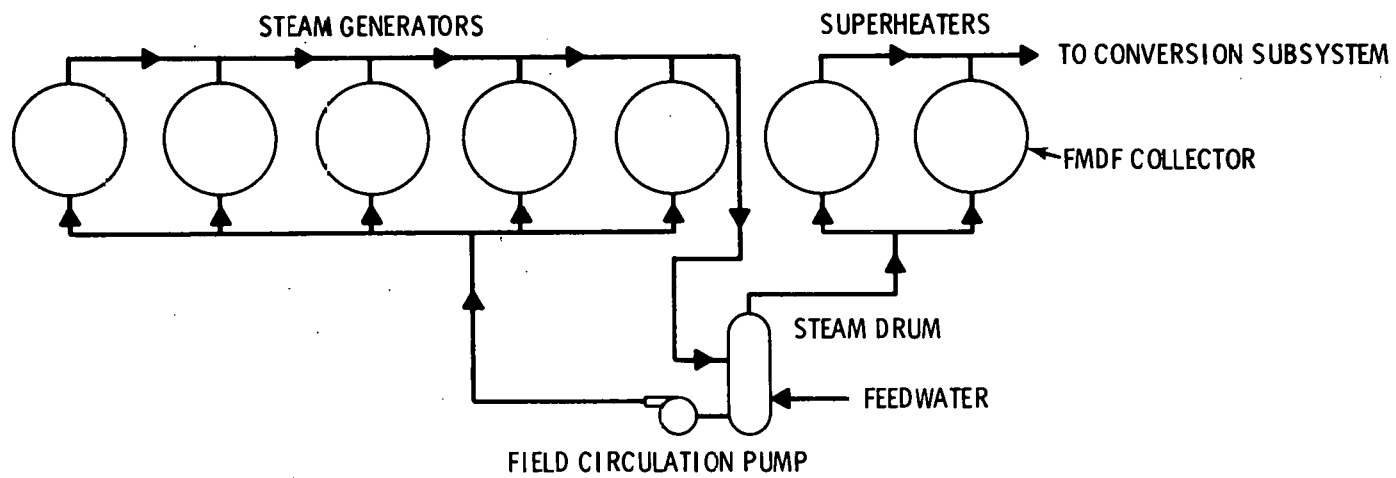 STEAM GENERATORS
SUPERHEATERS
TO CONVERSION SUBSYSTEM
FMDF COLLECTOR
STEAM DRUM
FEEDWATER
FIELD CIRCULATION PUMP